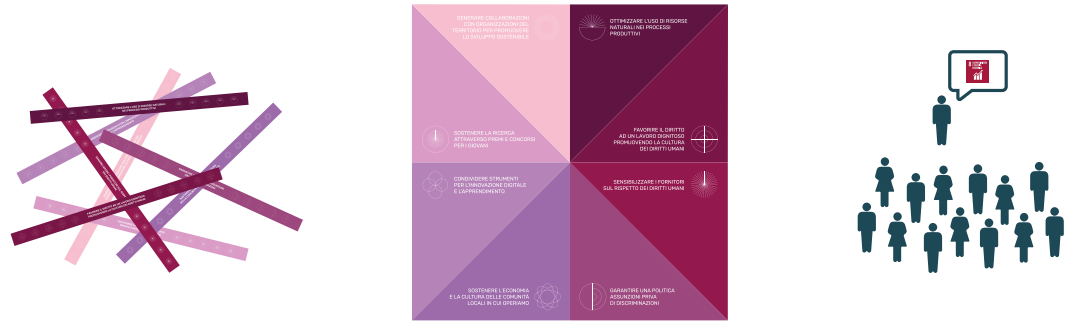 GENERARE COLLABORAZIONI
CON ORGANIZZAZIONI DEL
TERRITORIO PER PROMUOVERE
LO SVILUPPO SOSTENIBILE
OTTIMIZZARE L'USO DI RISORSE
NATURALI NEI PROCESSI
PRODUTTIVI
SOSTENERE LA RICERCA
ATTRAVERSO PREMI E CONCORSI
PER I GIOVANI
FAVORIRE IL DIRITTO
AD UN LAVORO DIGNITOSO
PROMUOVENDO LA CULTURA
DEI DIRITTI UMANI
CONDIVIDERE STRUMENTI
PER L'INNOVAZIONE DIGITALE
E L'APPRENDIMENTO
SENSIBILIZZARE I FORNITORI
SUL RISPETTO DEI DIRITTI UMANI
SOSTENERE L'ECONOMIA
E LA CULTURA DELLE COMUNITÀ
LOCALI IN CUI OPERIAMO
GARANTIRE UNA POLITICA
ASSUNZIONI PRIVA
DI DISCRIMINAZIONI